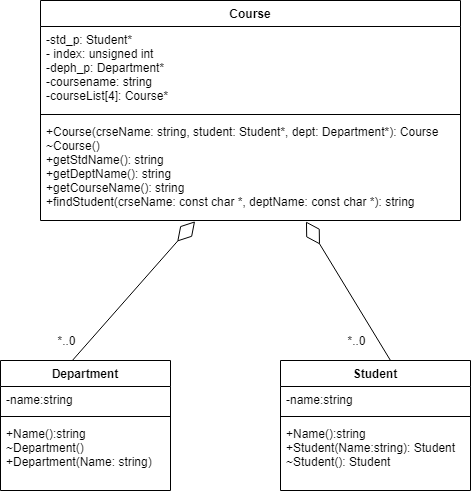 Course
-std_p: Student*
- index: unsigned int
-deph_p: Department*
-coursename: string
-courseList[4]: Course*
+Course(crseName: string, student: Student*, dept: Department*): Course
~Course()
+getStdName(): string
+getDeptName(): string
+getCourseName(): string
+findStudent(crseName: const char *, deptName: const char *): string
*..0
*..0
Department
-name:string
+Name():string
~Department()
+Department(Name: string)
Student
-name:string
+Name():string
+Student(Name:string): Student
~Student(): Student